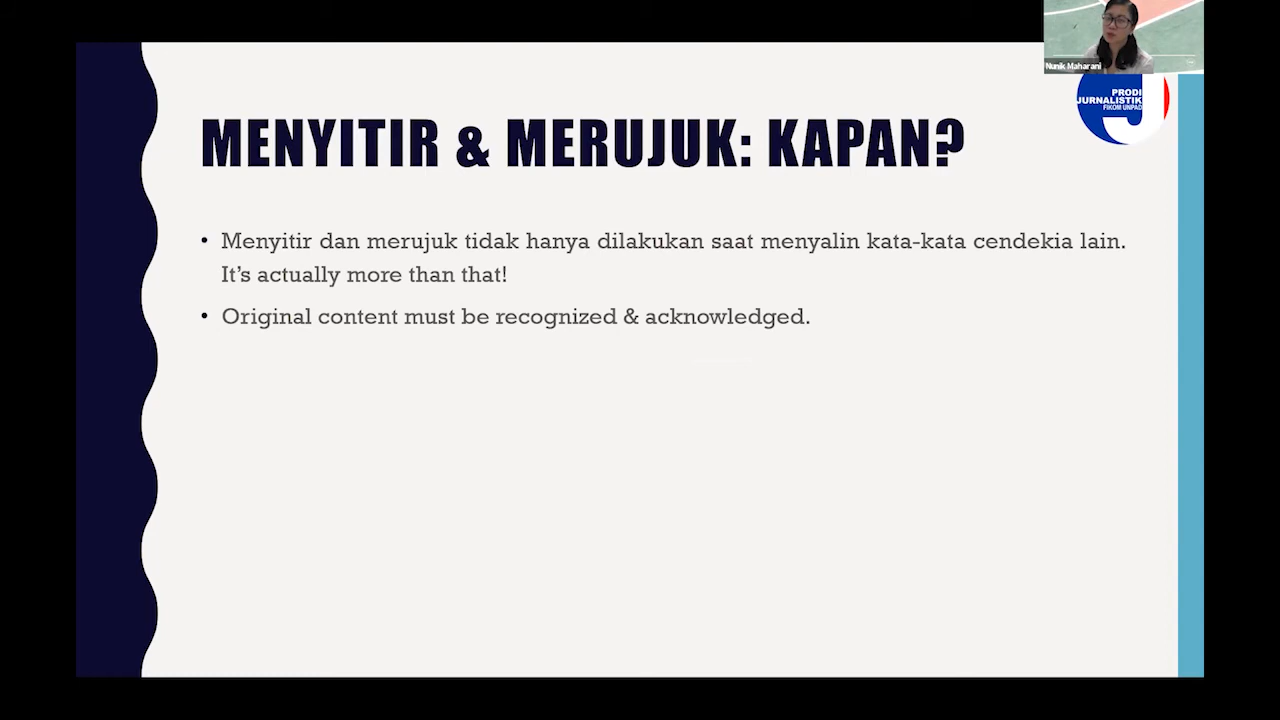 Nunik Maharani
PRODI
JURNALISTIK
FIKOM UNPAD
MENYITIR & MERUJUK: KAPAN?
• Menyitir dan merujuk tidak hanya dilakukan saat menyalin kata-kata cendekia lain.
It’s actually more than that!
• Original content must be recognized & acknowledged.